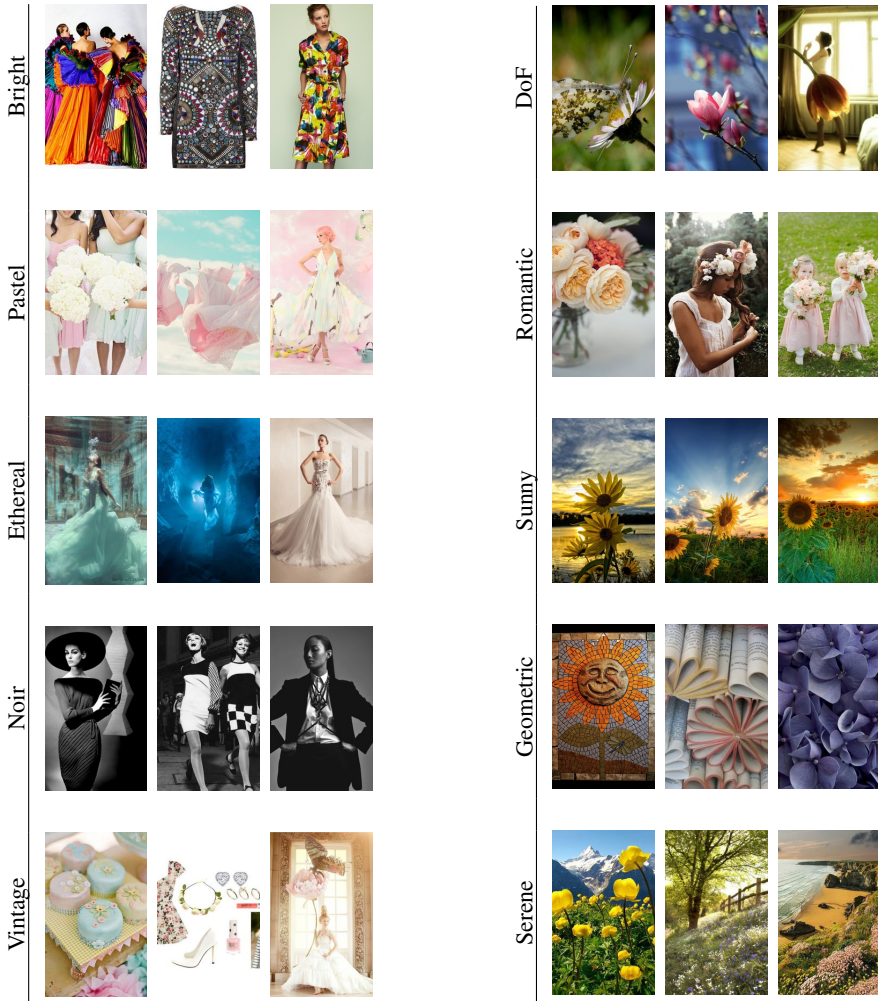 Bright
Pastel
Ethereal
Noir
Vintage
DoF
Romantic
Sunny
Geometric
Serene